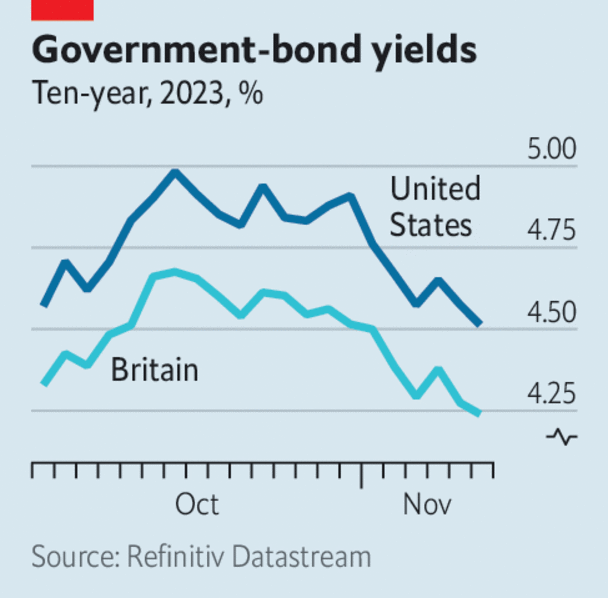 Government-bond yields
Ten-year, 2023, %
5.00
United
States
4.75
4.50
Britain
4.25
Oct
Nov
Source: Refinitiv Datastream